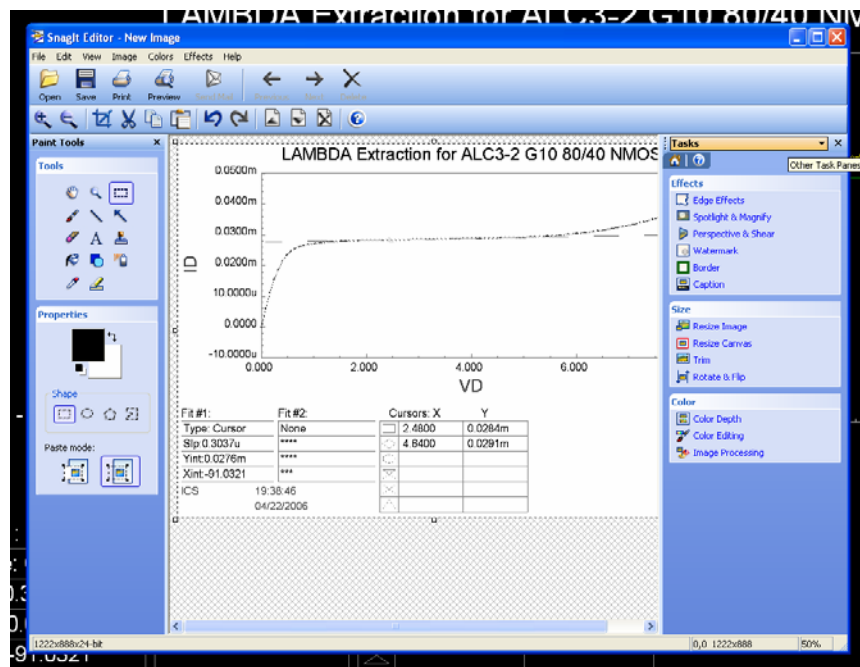 LAMBDA Extraction for ALC3-2 G10 80/40 NM
SnagIt Editor - New Image
File Edit View Image Colors Effects Help
Open Save Print Preview
Paint Tools
Tools
Properties
Shape
Paste mode:
LAMBDA Extraction for ALC3-2 G10 80/40 NMOS
0.0500m
0.0400m
0.0300m
0.0200m
10.0000u
0.0000
-10.0000u
ID
0.000 2.000 4.000 6.000
VD
Fit #1: Fit #2: Cursors: X Y
Type: Cursor None 2.4800 0.0284m
Slp:0.3037u **** 4.6400 0.0291m
Yint:0.0276m ****
Xint:-91.0321 ***
ICS 19:38:46
04/22/2006
Tasks
Other Task Panes
Effects
Edge Effects
Spotlight & Magnify
Perspective & Shear
Watermark
Border
Caption
Size
Resize Image
Resize Canvas
Trim
Rotate & Flip
Color
Color Depth
Color Editing
Image Processing
1222x888x24-bit
0,0 1222x888
50%